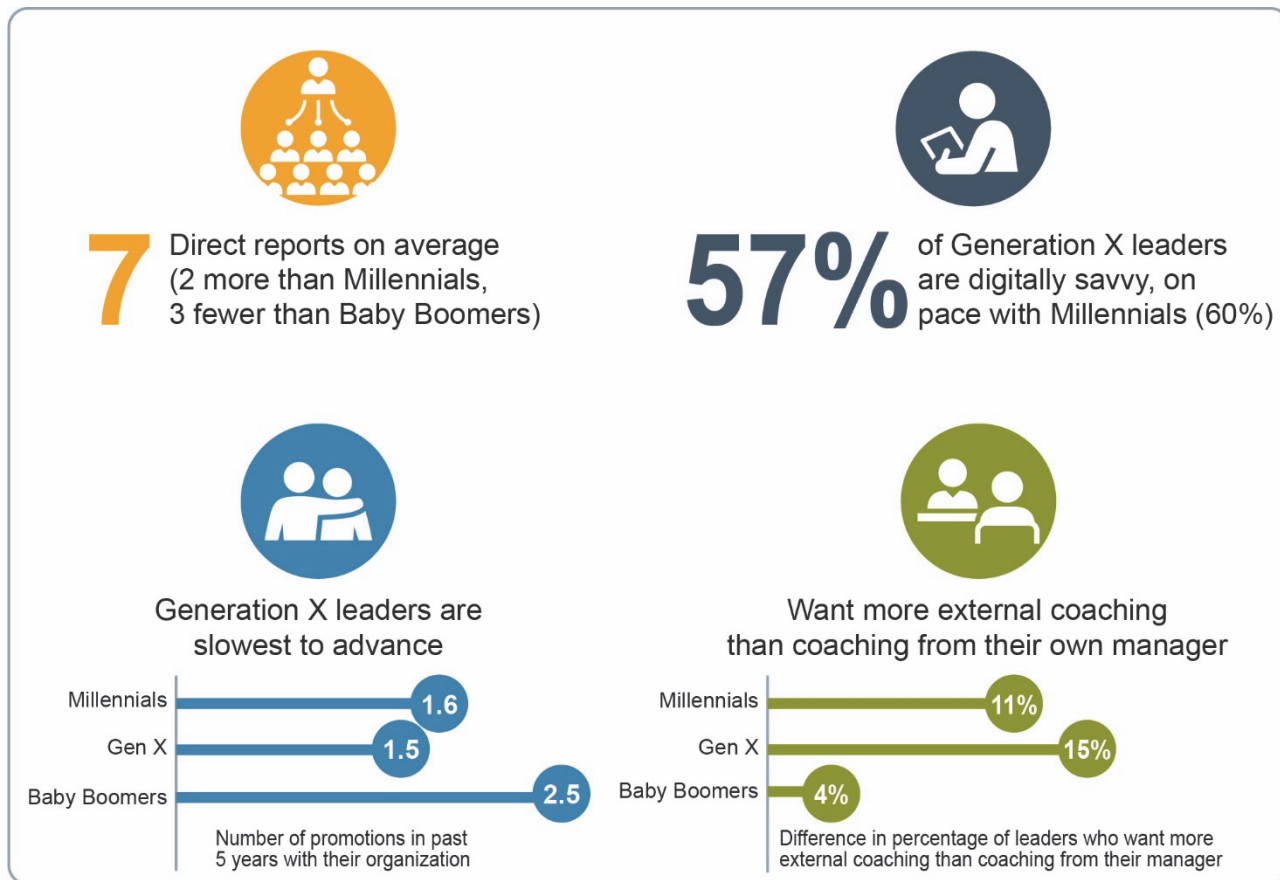 7
Direct reports on average
(2 more than Millennials,
3 fewer than Baby Boomers)
57%
of Generation X leaders
are digitally savvy, on
pace with Millennials (60%)
Generation X leaders are
slowest to advance
Millennials 1.6
Gen X 1.5
Baby Boomers 2.5
Number of promotions in past
5 years with their organization
Want more external coaching
than coaching from their own manager
Millennials 11%
Gen X 15%
Baby Boomers 4%
Difference in percentage of leaders who want more
external coaching than coaching from their manager